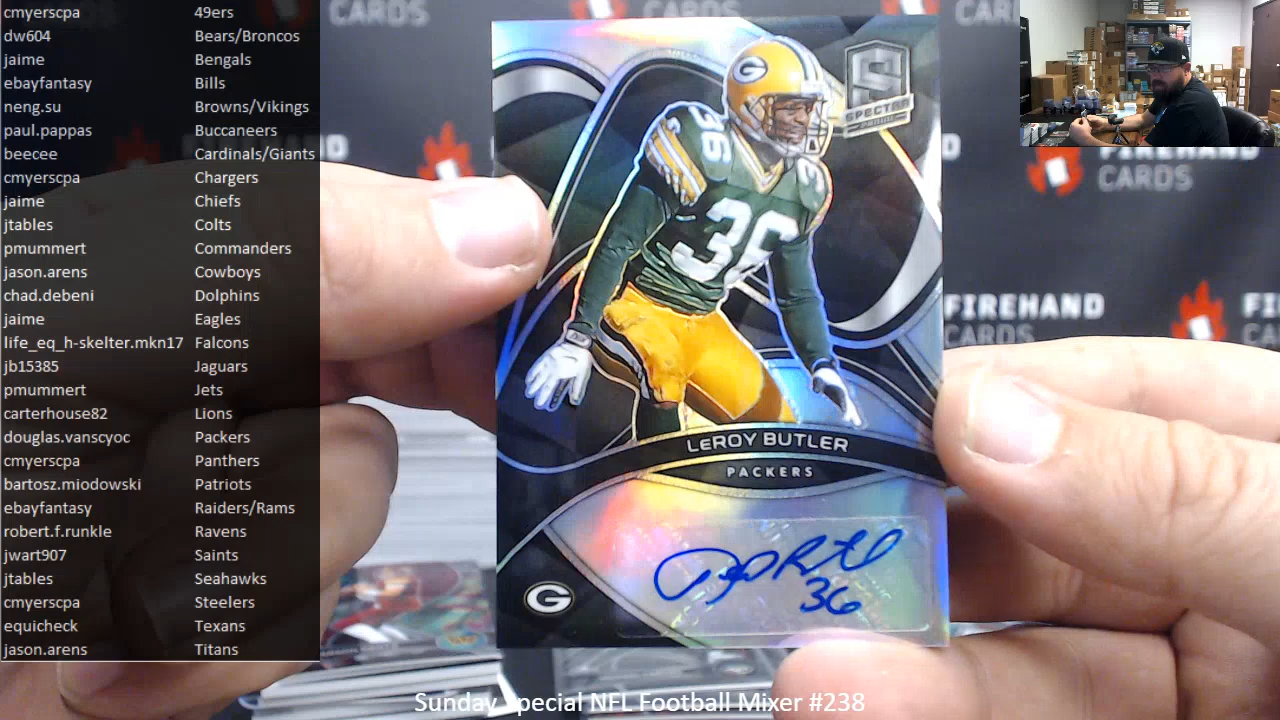 cmyerscpa 49ers
dw604 Bears/Broncos
jaime Bengals
ebayfantasy Bills
neng.su Browns/Vikings
paul.pappas Buccaneers
beecee Cardinals/Giants
cmyerscpa Chargers
jaime Chiefs
jtables Colts
pmummert Commanders
jason.arens Cowboys
chad.debeni Dolphins
jaime Eagles
life_eq_h-skelter.mkn17 Falcons
jb15385 Jaguars
pmummert Jets
carterhouse82 Lions
douglas.vanscyoc Packers
cmyerscpa Panthers
bartosz.miodowski Patriots
ebayfantasy Raiders/Rams
robert.f.runkle Ravens
jwart907 Saints
jtables Seahawks
cmyerscpa Steelers
equicheck Texans
jason.arens Titans
CARDS
CA
FIREHAND
CARDS
FIREHAND
CARDS
FI
G
SPECTRA
PANINI
36
36
LEROY BUTLER
PACKERS
36
G
Sunday Special NFL Football Mixer #238